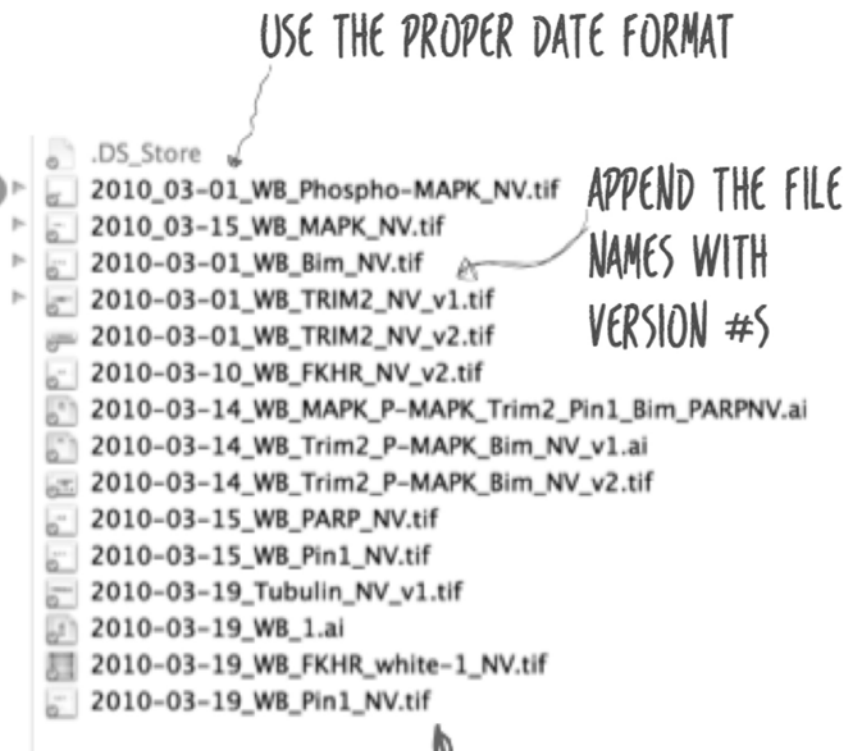 USE THE PROPER DATE FORMAT
.DS_Store
2010_03-01_WB_Phospho-MAPK_NV.tif
2010_03-15_WB_MAPK_NV.tif
2010-03-01_WB_Bim_NV.tif
2010-03-01_WB_TRIM2_NV_v1.tif
2010-03-01_WB_TRIM2_NV_v2.tif
2010-03-10_WB_FKHR_NV_v2.tif
2010-03-14_WB_MAPK_P-MAPK_Trim2_Pin1_Bim_PARPNV.ai
2010-03-14_WB_Trim2_P-MAPK_Bim_NV_v1.ai
2010-03-14_WB_Trim2_P-MAPK_Bim_NV_v2.tif
2010-03-15_WB_PARP_NV.tif
2010-03-15_WB_Pin1_NV.tif
2010-03-19_Tubulin_NV_v1.tif
2010-03-19_WB_1.ai
2010-03-19_WB_FKHR_white-1_NV.tif
2010-03-19_WB_Pin1_NV.tif
APPEND THE FILE
NAMES WITH
VERSION #S